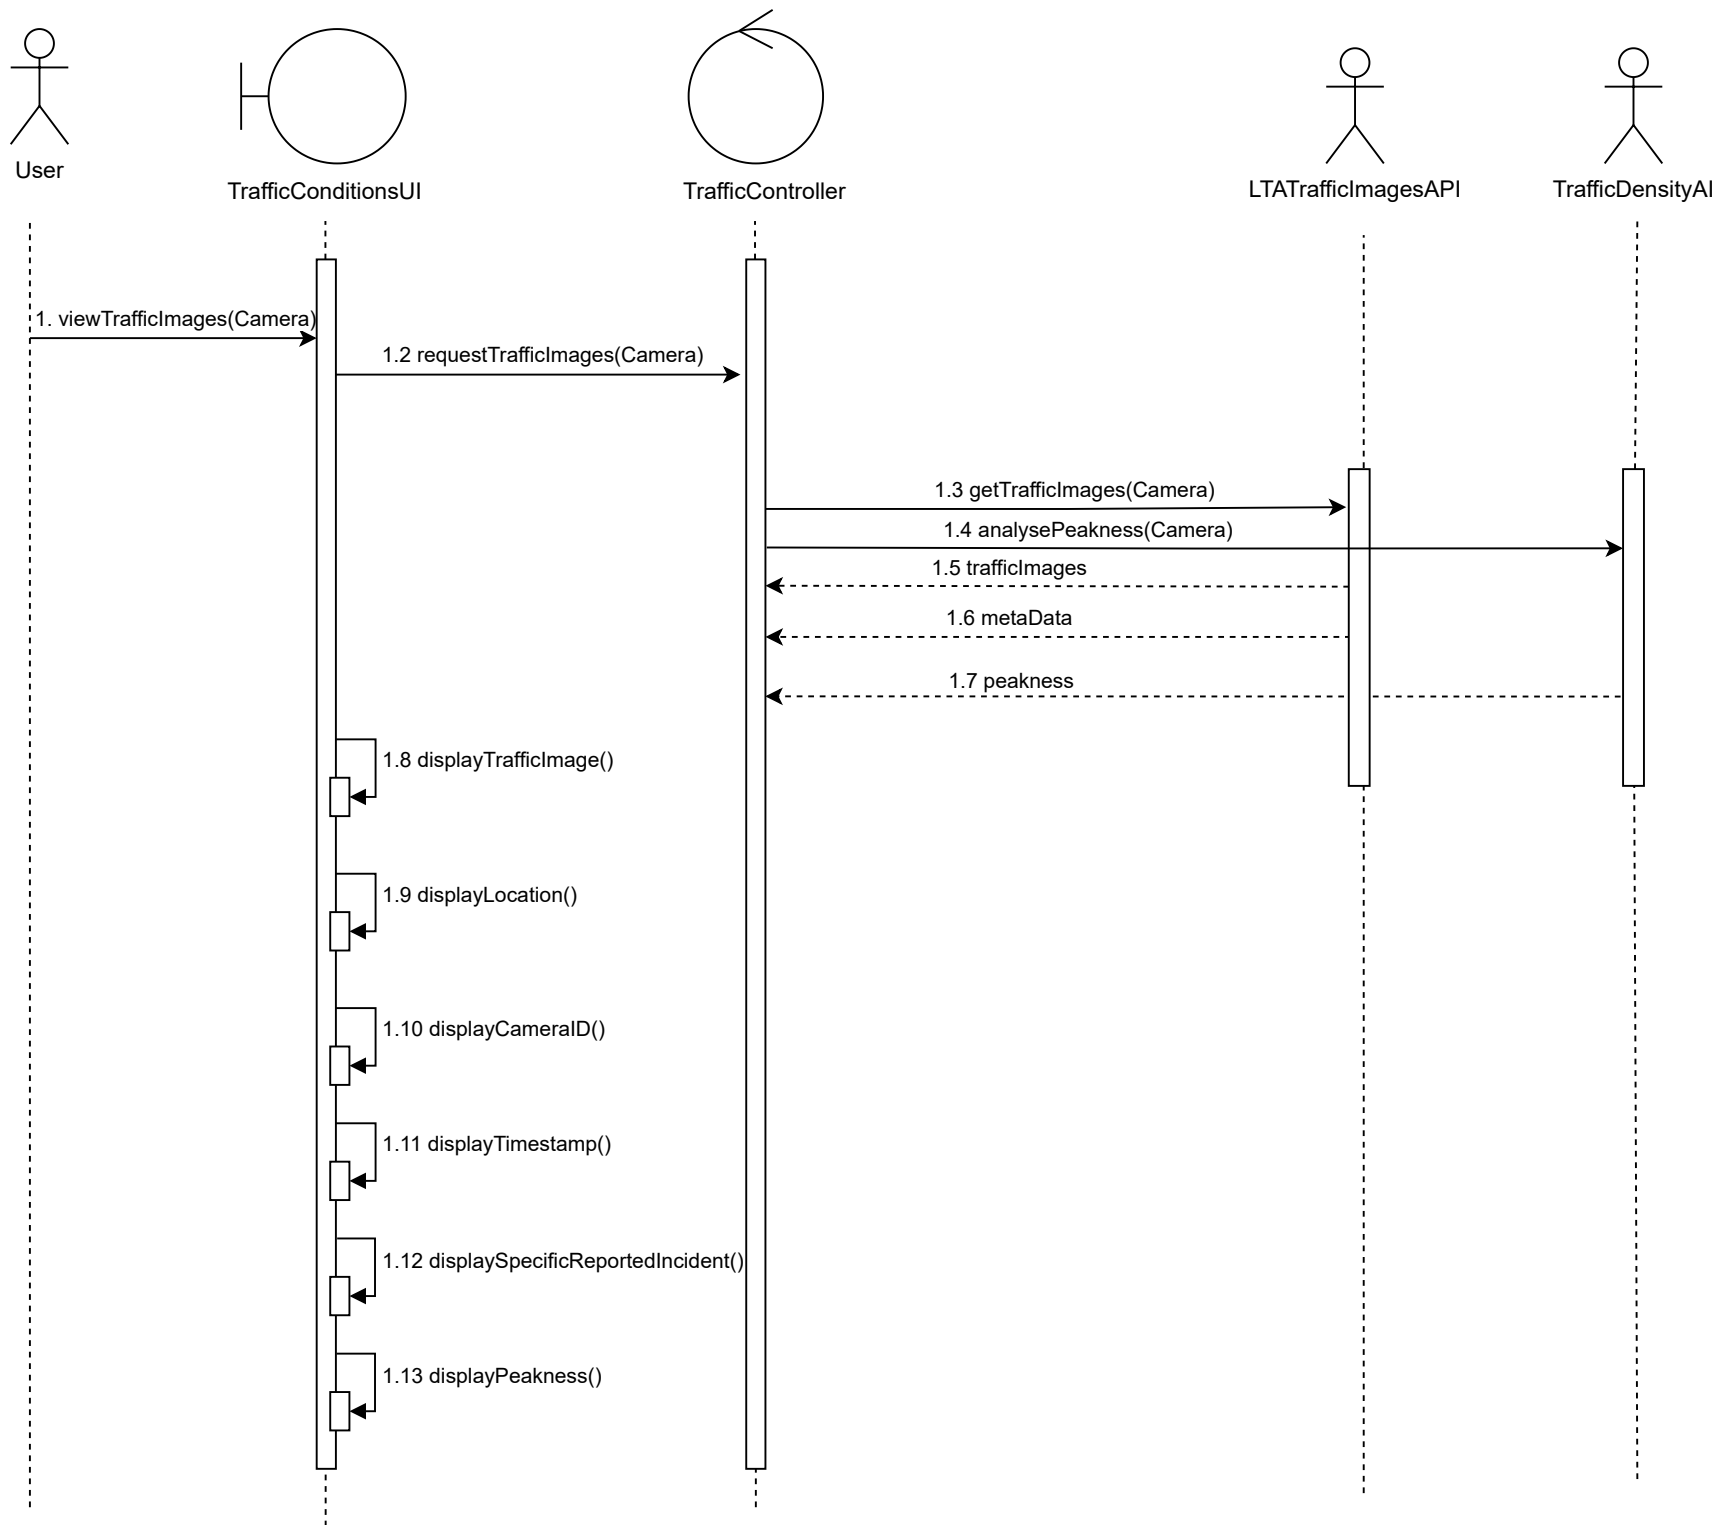 User
TrafficConditionsUI
TrafficController
LTATrafficImagesAPI
TrafficDensityAI
1. viewTrafficImages(Camera)
1.2 requestTrafficImages(Camera)
1.3 getTrafficImages(Camera)
1.4 analysePeakness(Camera)
1.5 trafficImages
1.6 metaData
1.7 peakness
1.8 displayTrafficImage()
1.9 displayLocation()
1.10 displayCameraID()
1.11 displayTimestamp()
1.12 displaySpecificReportedIncident()
1.13 displayPeakness()